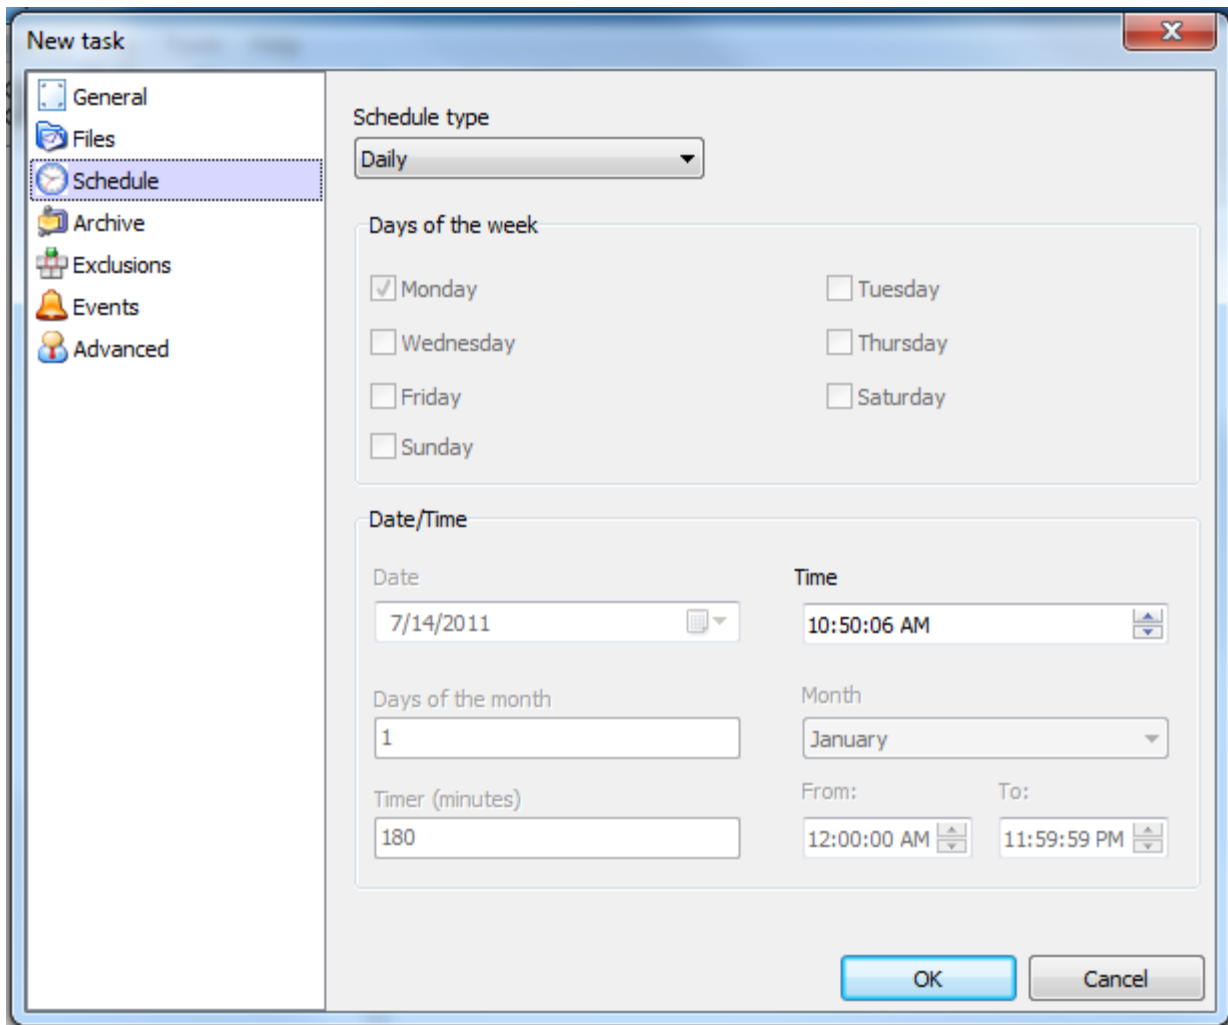 New task
General
Files
Schedule
Archive
Exclusions
Events
Advanced
Schedule type
Daily
Days of the week
Monday
Tuesday
Wednesday
Thursday
Friday
Saturday
Sunday
Date/Time
Date
Time
7/14/2011
10:50:06 AM
Days of the month
Month
1
January
Timer (minutes)
From:
To:
180
12:00:00 AM
11:59:59 PM
OK
Cancel